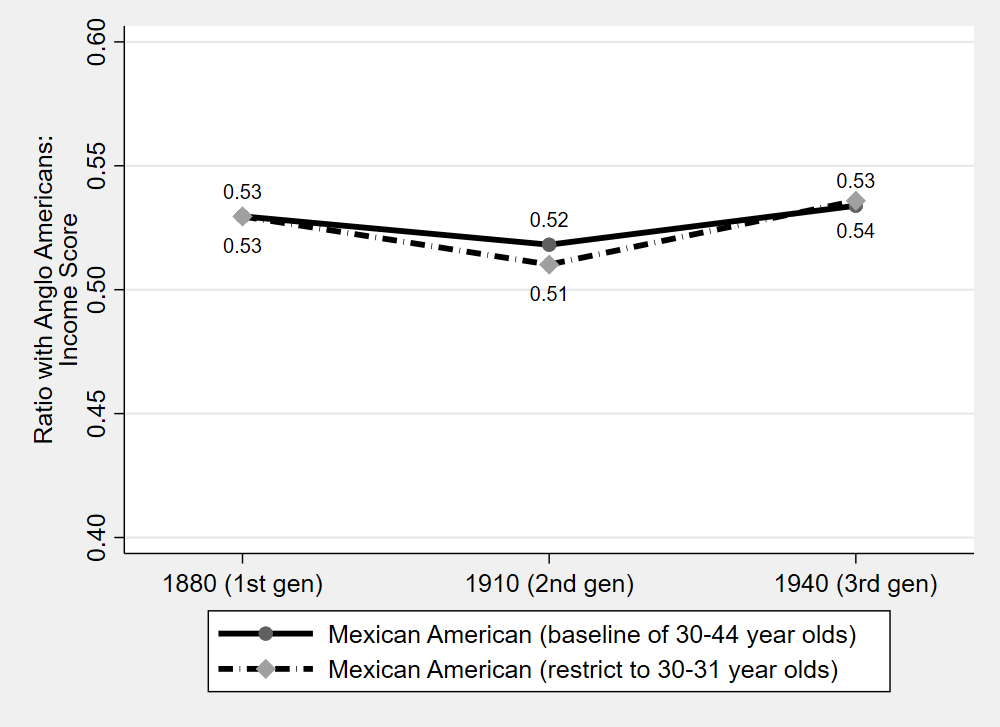 0.60
0.55
0.50
0.45
0.40
Ratio with Anglo Americans:
Income Score
0.53
0.53
0.52
0.51
0.53
0.54
1880 (1st gen)
1910 (2nd gen)
1940 (3rd gen)
Mexican American (baseline of 30-44 year olds)
Mexican American (restrict to 30-31 year olds)